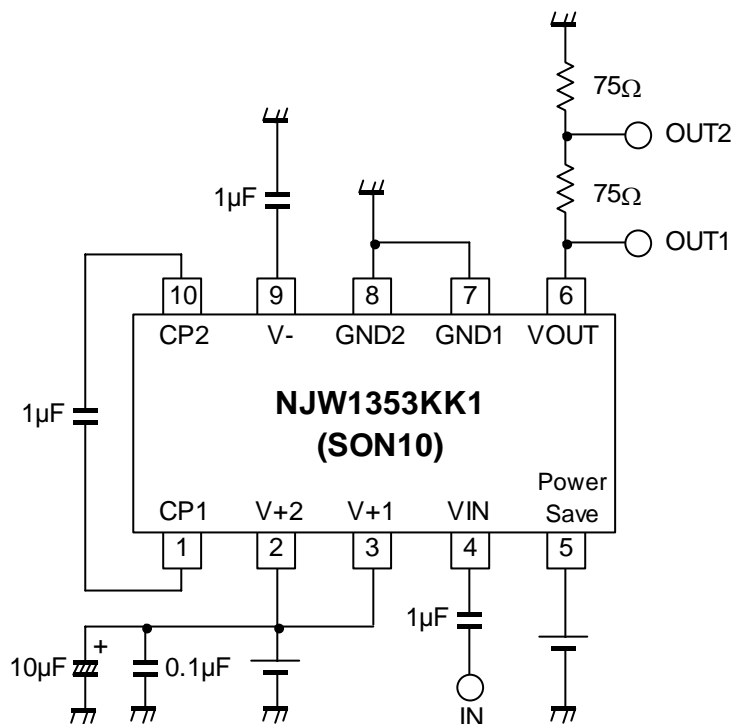 75Ω
OUT2
1µF
75Ω
OUT1
10
9
8
7
6
CP2
V-
GND2
GND1
VOUT
1µF
NJW1353KK1
(SON10)
CP1
V+2
V+1
VIN
Power
Save
1
2
3
4
5
10µF
+
0.1µF
1µF
IN